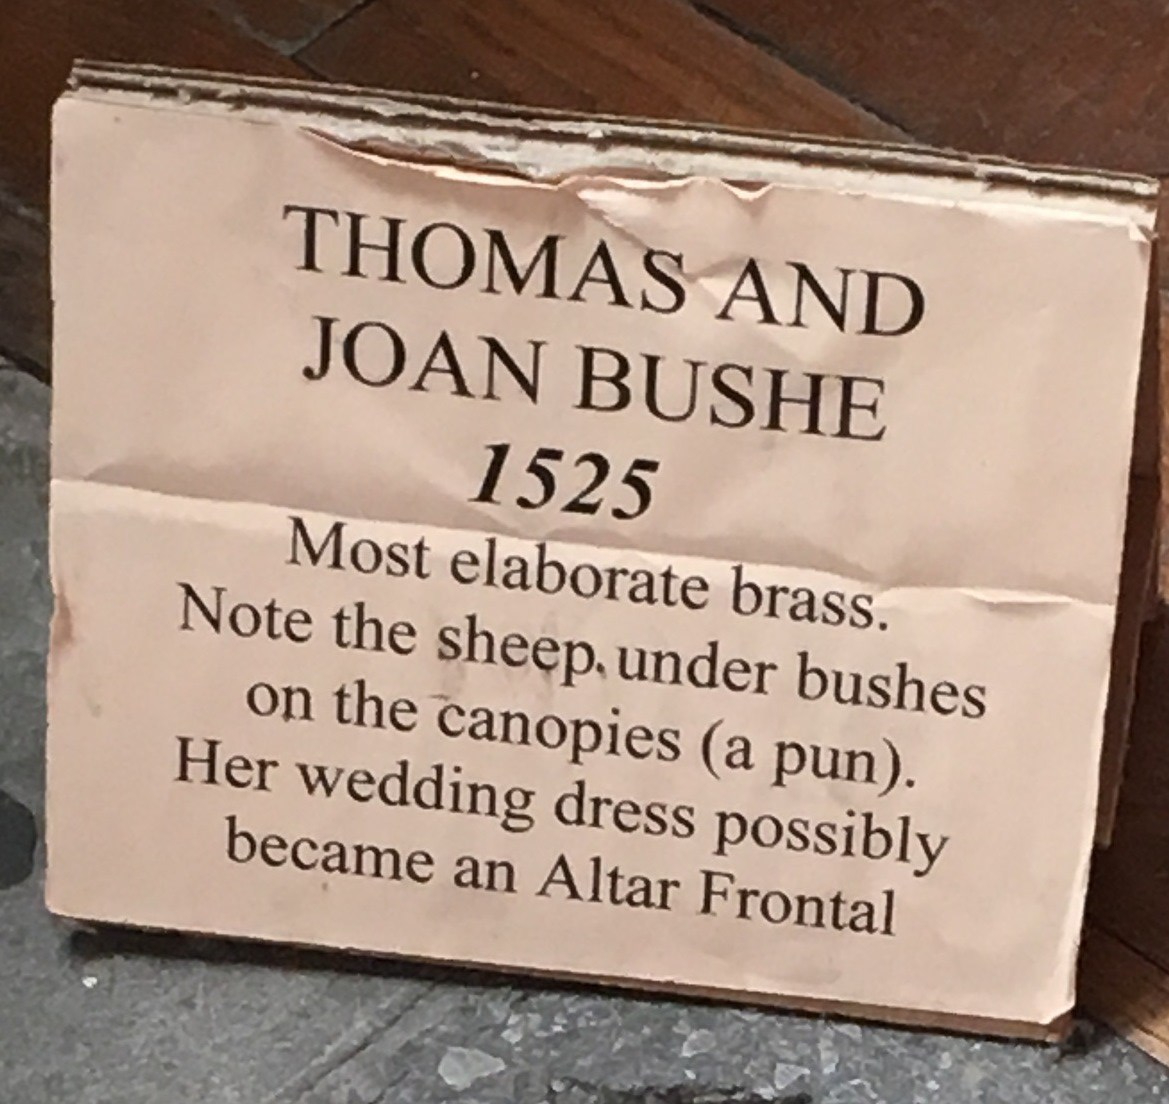 THOMAS AND
JOAN BUSHE
1525
Most elaborate brass.
Note the sheep. under bushes
on the canopies (a pun).
Her wedding dress possibly
became an Altar Frontal